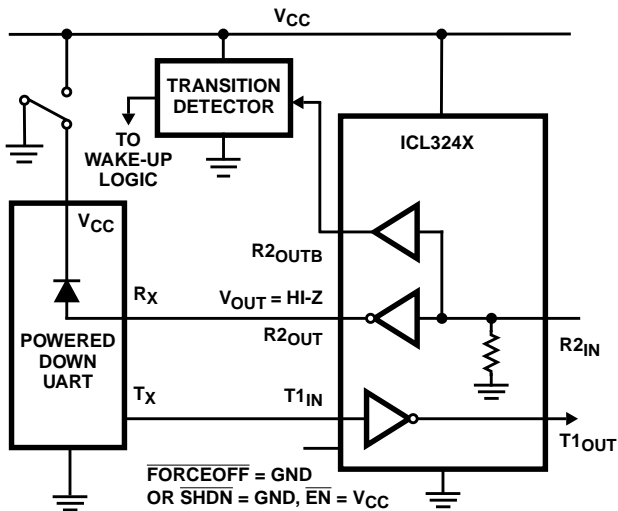 VCC
TRANSITION
DETECTOR
TO
WAKE-UP
LOGIC
ICL324X
VCC
R2OUTB
RX
VOUT = HI-Z
POWERED
DOWN
UART
R2OUT
R2IN
TX
T1IN
T1OUT
FORCEOFF = GND
OR SHDN = GND, EN = VCC